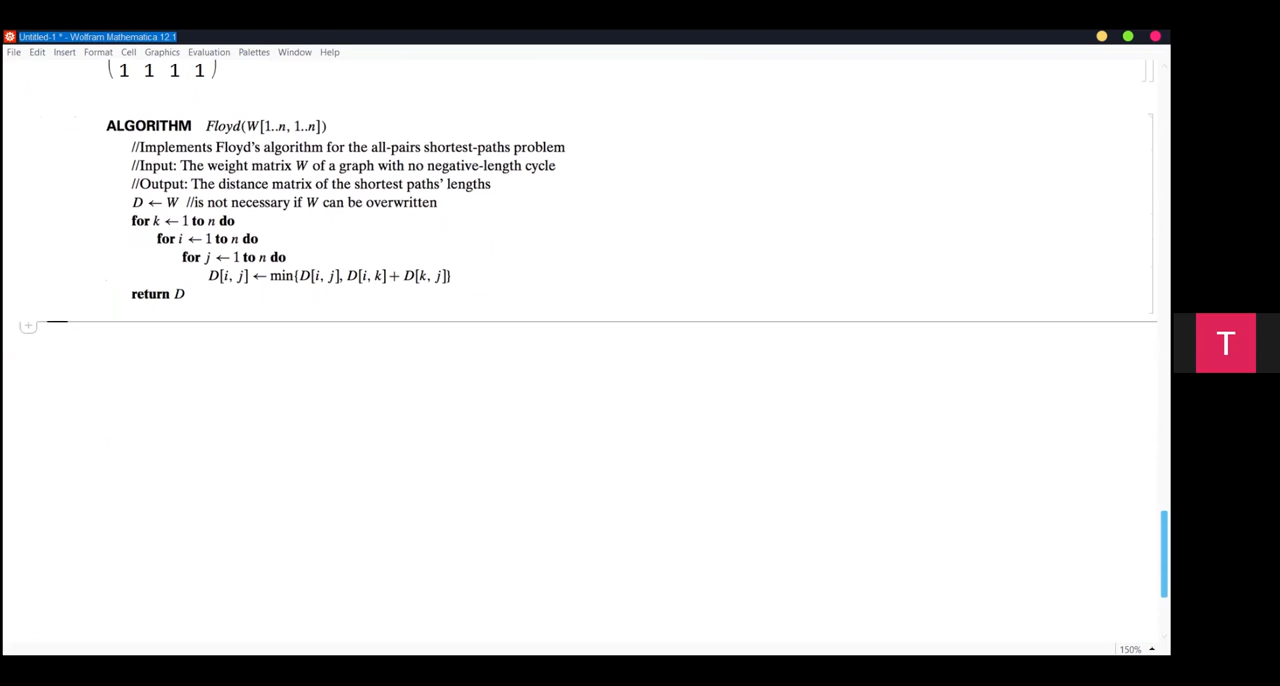 Untitled-1 * - Wolfram Mathematica 12.1
File Edit Insert Format Cell Graphics Evaluation Palettes Window Help
( 1 1 1 1 )
ALGORITHM Floyd(W[1..n, 1..n])
//Implements Floyd's algorithm for the all-pairs shortest-paths problem
//Input: The weight matrix W of a graph with no negative-length cycle
//Output: The distance matrix of the shortest paths' lengths
D ← W //is not necessary if W can be overwritten
for k ← 1 to n do
for i ← 1 to n do
for j ← 1 to n do
D[i, j] ← min{D[i, j], D[i, k] + D[k, j]}
return D
+
T
150%